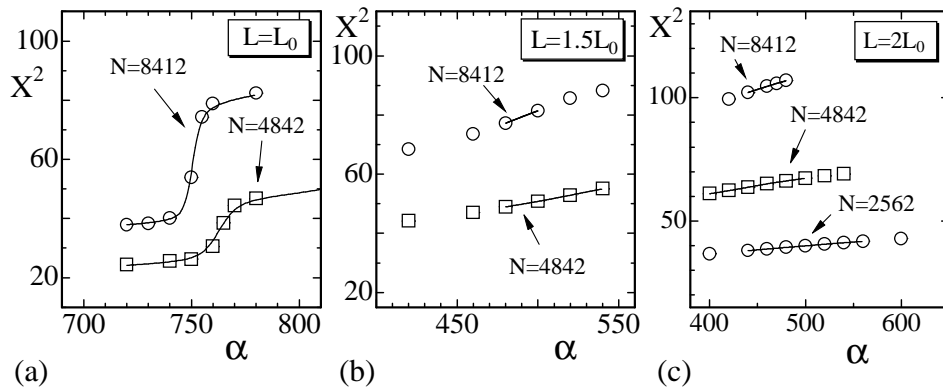 X²
L=L₀
N=8412
N=4842
100
60
20
700
750
800
α
(a)
X²
L=1.5L₀
N=8412
N=4842
100
60
20
450
550
α
(b)
X²
L=2L₀
N=8412
N=4842
N=2562
100
50
400
500
600
α
(c)